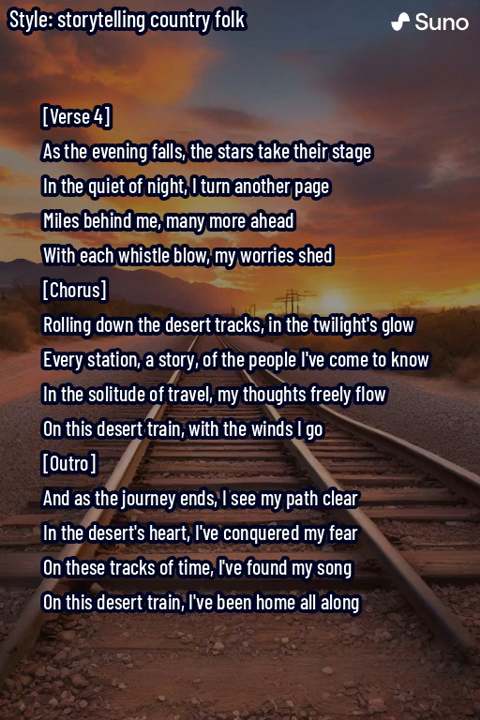 Style: storytelling country folk
Suno
[Verse 4]
As the evening falls, the stars take their stage
In the quiet of night, I turn another page
Miles behind me, many more ahead
With each whistle blow, my worries shed
[Chorus]
Rolling down the desert tracks, in the twilight's glow
Every station, a story, of the people I've come to know
In the solitude of travel, my thoughts freely flow
On this desert train, with the winds I go
[Outro]
And as the journey ends, I see my path clear
In the desert's heart, I've conquered my fear
On these tracks of time, I've found my song
On this desert train, I've been home all along